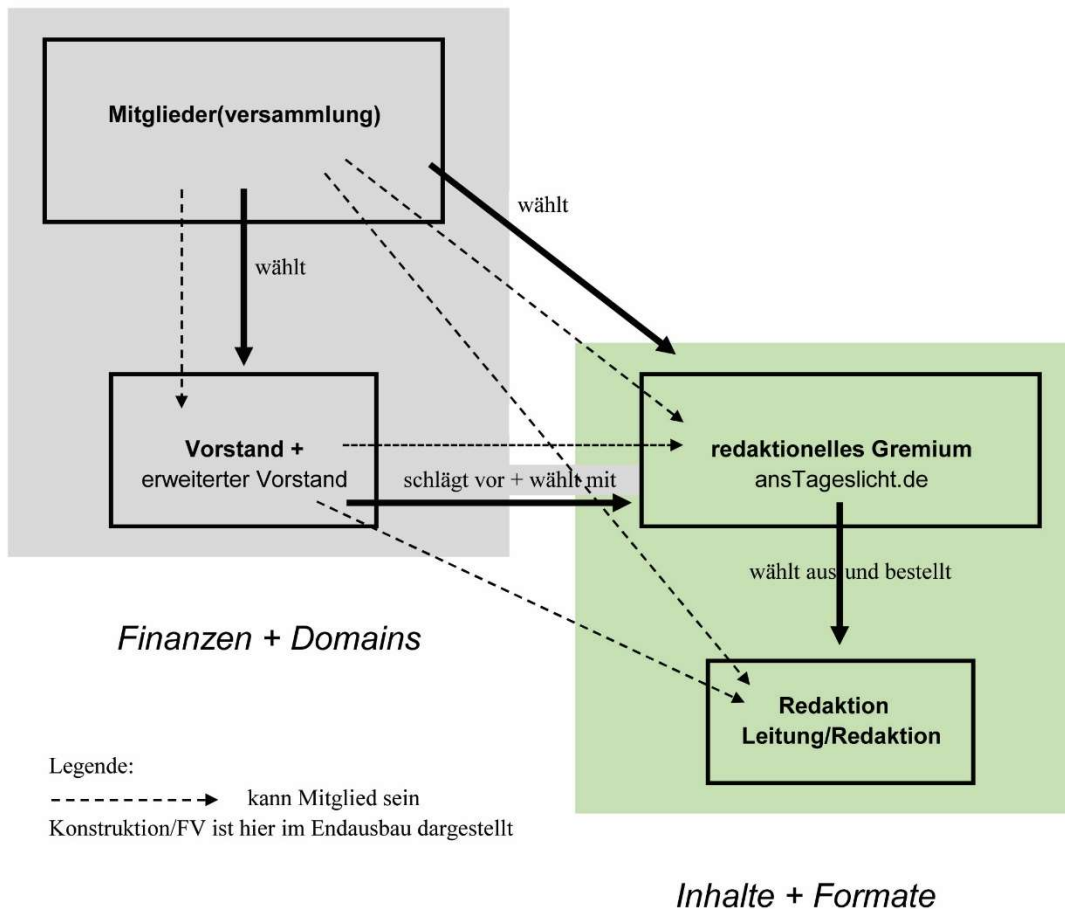 Mitglieder(versammlung)
wählt
wählt
Vorstand +
erweiterter Vorstand
schlägt vor + wählt mit
redaktionelles Gremium
ansTageslicht.de
wählt aus und bestellt
Finanzen + Domains
Redaktion
Leitung/Redaktion
Legende:
kann Mitglied sein
Konstruktion/FV ist hier im Endausbau dargestellt
Inhalte + Formate